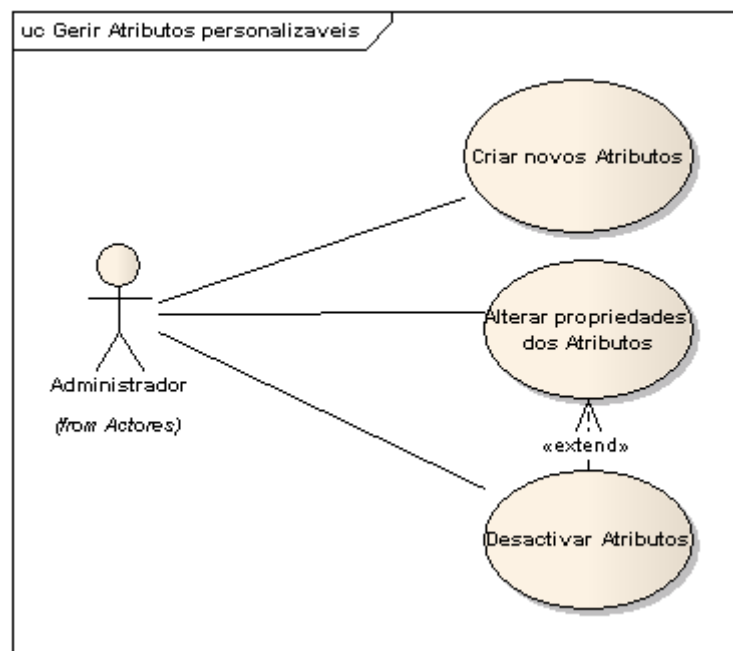 uc Gerir Atributos personalizaveis
Criar novos Atributos
Alterar propriedades
dos Atributos
Administrador
(from Actores)
«extend»
Desactivar Atributos